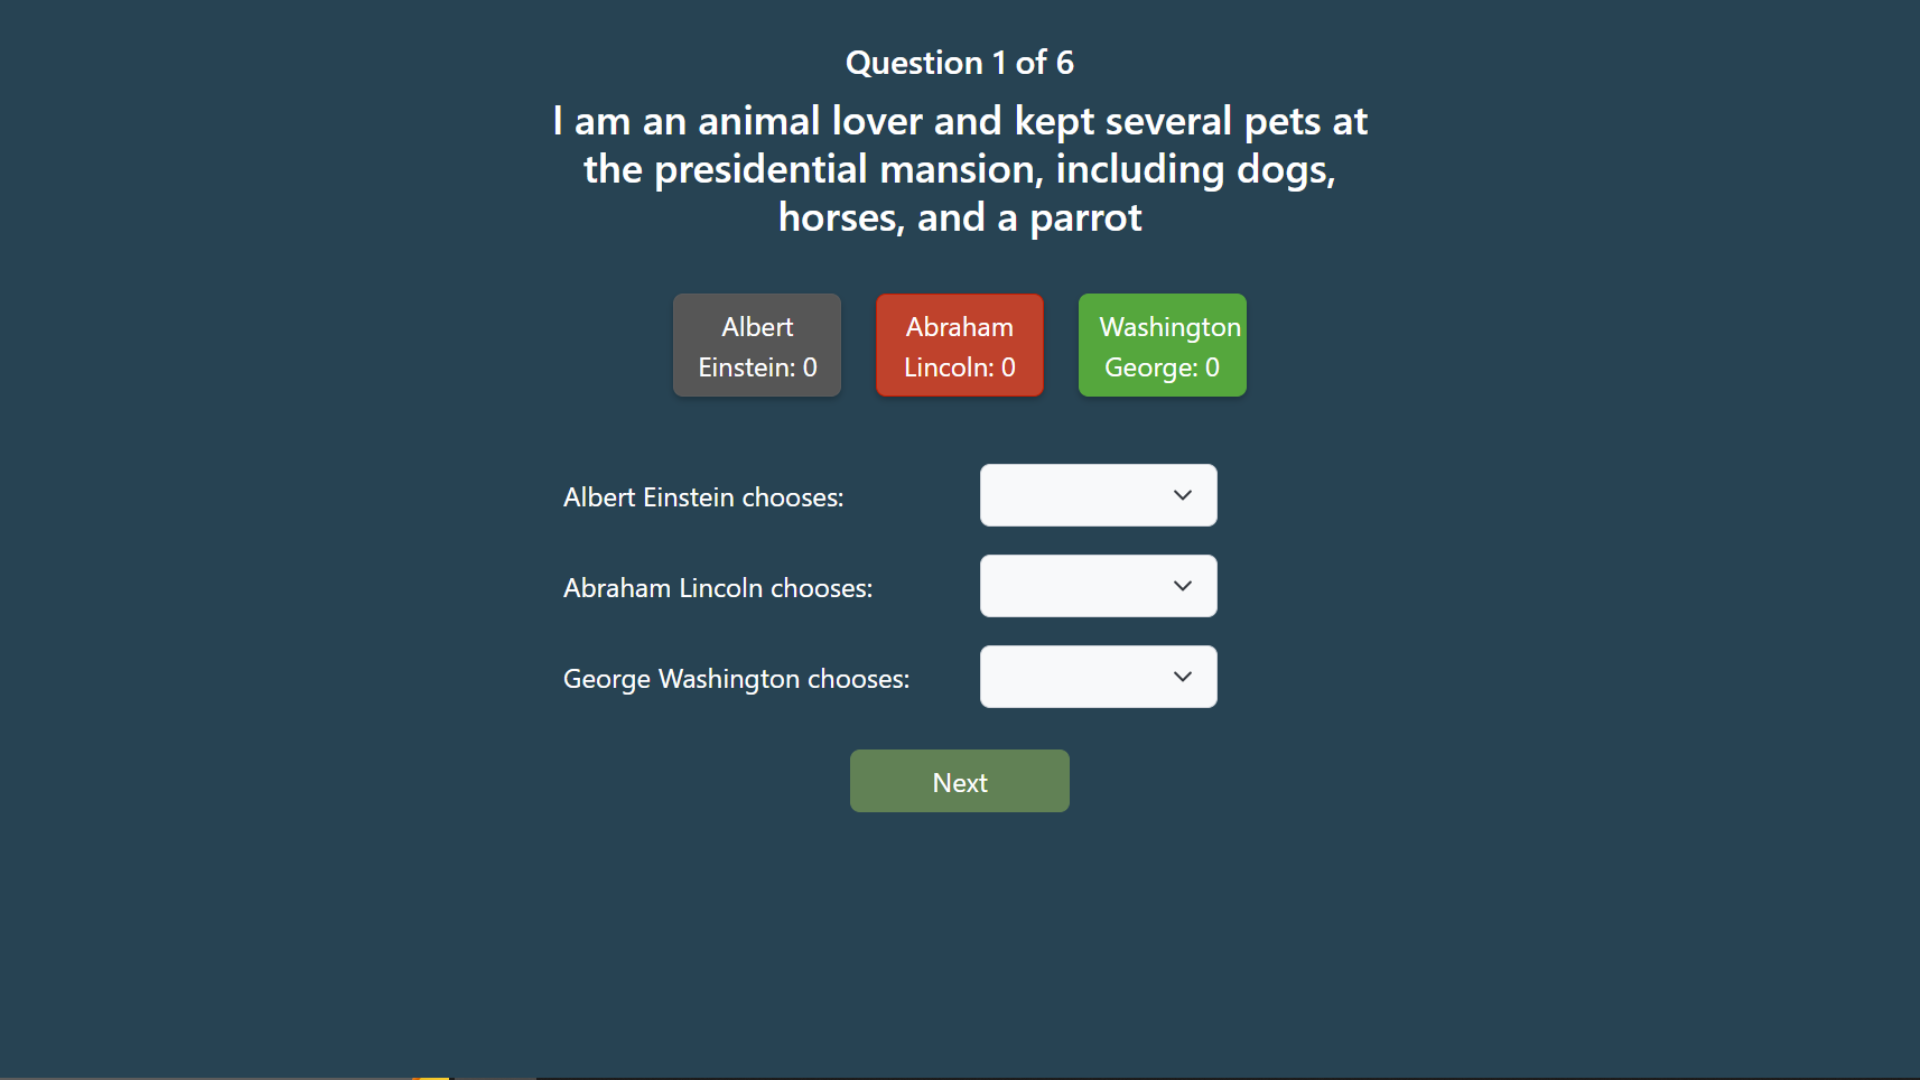 Question 1 of 6
I am an animal lover and kept several pets at
the presidential mansion, including dogs,
horses, and a parrot
Albert
Einstein: 0
Abraham
Lincoln: 0
Washington
George: 0
Albert Einstein chooses:
Abraham Lincoln chooses:
George Washington chooses:
Next